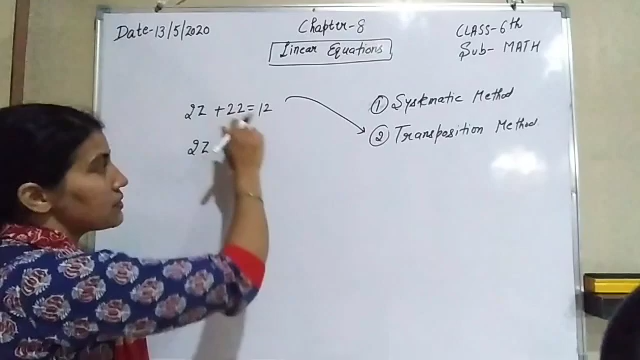 Date-13/5/2020
Chapter-8
Linear Equations
CLASS-6th
Sub- MATH
2Z + 22 = 12
2Z
① Systematic Method
② Transposition Method